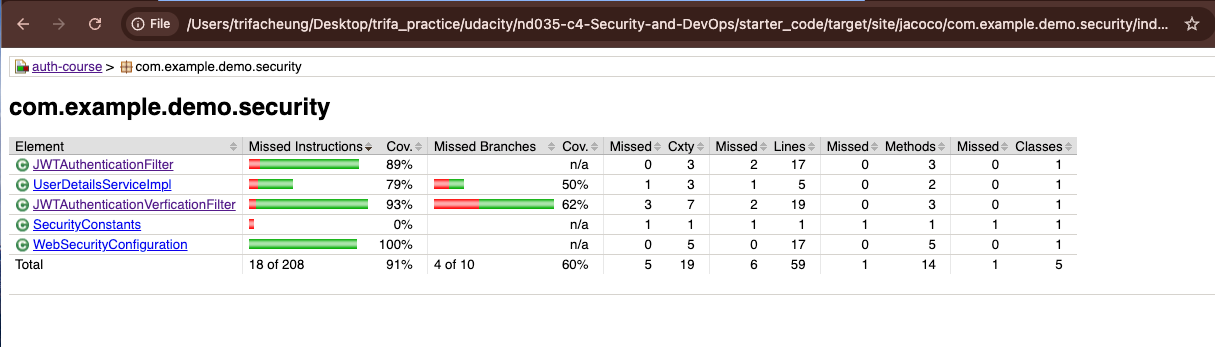 File /Users/trifacheung/Desktop/trifa_practice/udacity/nd035-c4-Security-and-DevOps/starter_code/target/site/jacoco/com.example.demo.security/ind...
auth-course > com.example.demo.security
com.example.demo.security
Element Missed Instructions Cov. Missed Branches Cov. Missed Cxty Missed Lines Missed Methods Missed Classes
C JWTAuthenticationFilter 89% n/a 0 3 2 17 0 3 0 1
C UserDetailsServiceImpl 79% 50% 1 3 1 5 0 2 0 1
C JWTAuthenticationVerficationFilter 93% 62% 3 7 2 19 0 3 0 1
C SecurityConstants 0% n/a 1 1 1 1 1 1 1 1
C WebSecurityConfiguration 100% n/a 0 5 0 17 0 5 0 1
Total 18 of 208 91% 4 of 10 60% 5 19 6 59 1 14 1 5